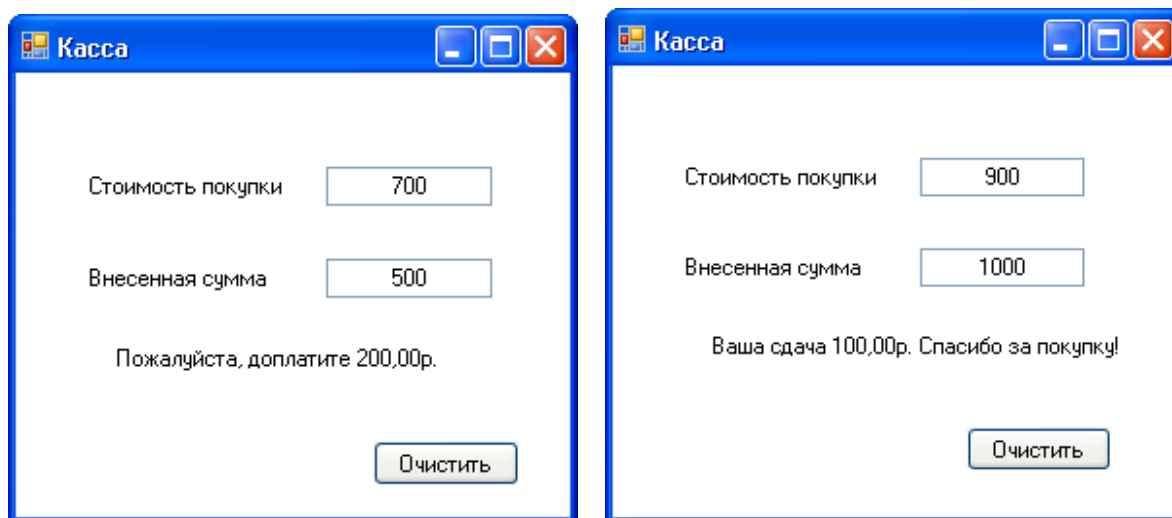 Касса
Стоимость покупки 700
Внесенная сумма 500
Пожалуйста, доплатите 200,00р.
Очистить
Касса
Стоимость покупки 900
Внесенная сумма 1000
Ваша сдача 100,00р. Спасибо за покупку!
Очистить